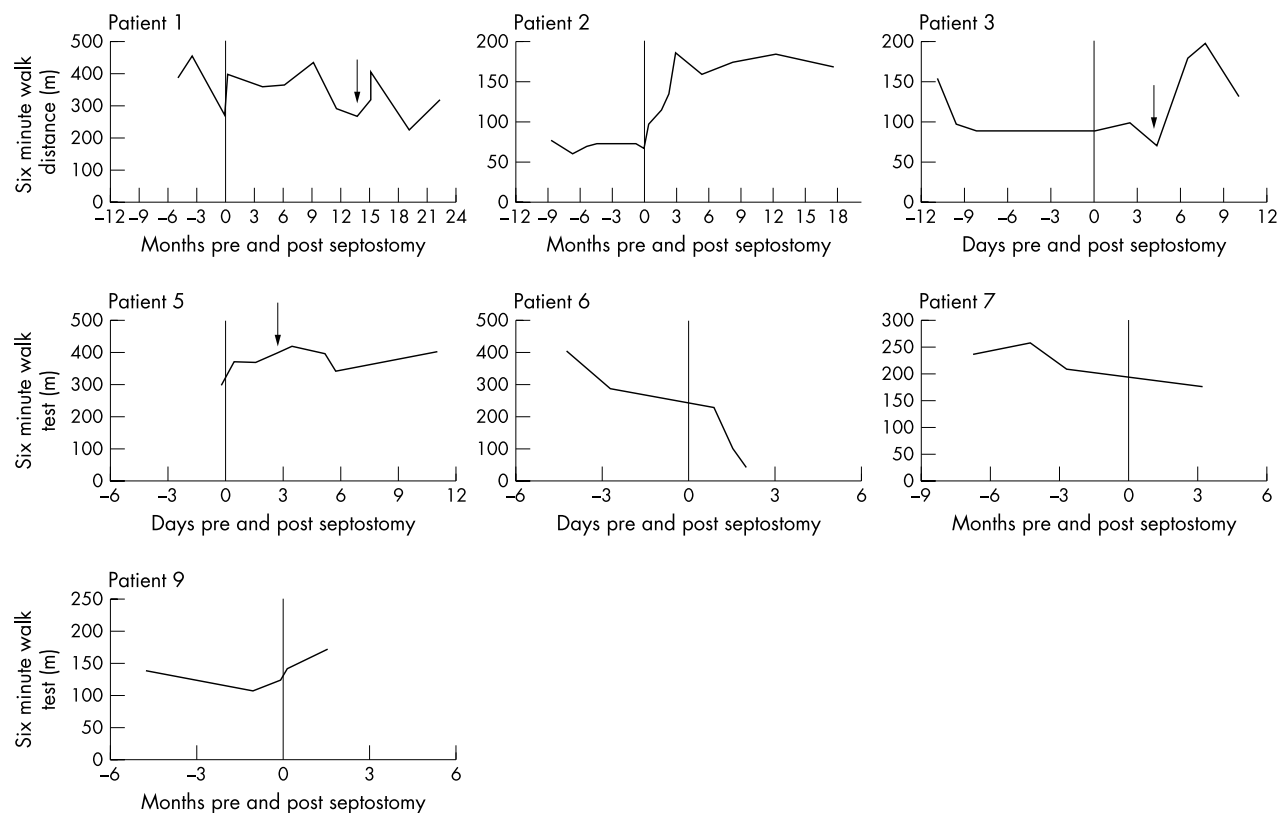 Patient 1
Six minute walk
distance (m)
500
400
300
200
100
0
–12 –9 –6 –3 0 3 6 9 12 15 18 21 24
Months pre and post septostomy
Patient 2
200
150
100
50
0
–12 –9 –6 –3 0 3 6 9 12 15 18
Months pre and post septostomy
Patient 3
200
150
100
50
0
–12 –9 –6 –3 0 3 6 9 12
Days pre and post septostomy
Patient 5
Six minute walk
test (m)
500
400
300
200
100
0
–6 –3 0 3 6 9 12
Days pre and post septostomy
Patient 6
500
400
300
200
100
0
–6 –3 0 3 6
Days pre and post septostomy
Patient 7
300
250
200
150
100
50
0
–9 –6 –3 0 3 6
Months pre and post septostomy
Patient 9
Six minute walk
test (m)
250
200
150
100
50
0
–6 –3 0 3 6
Months pre and post septostomy